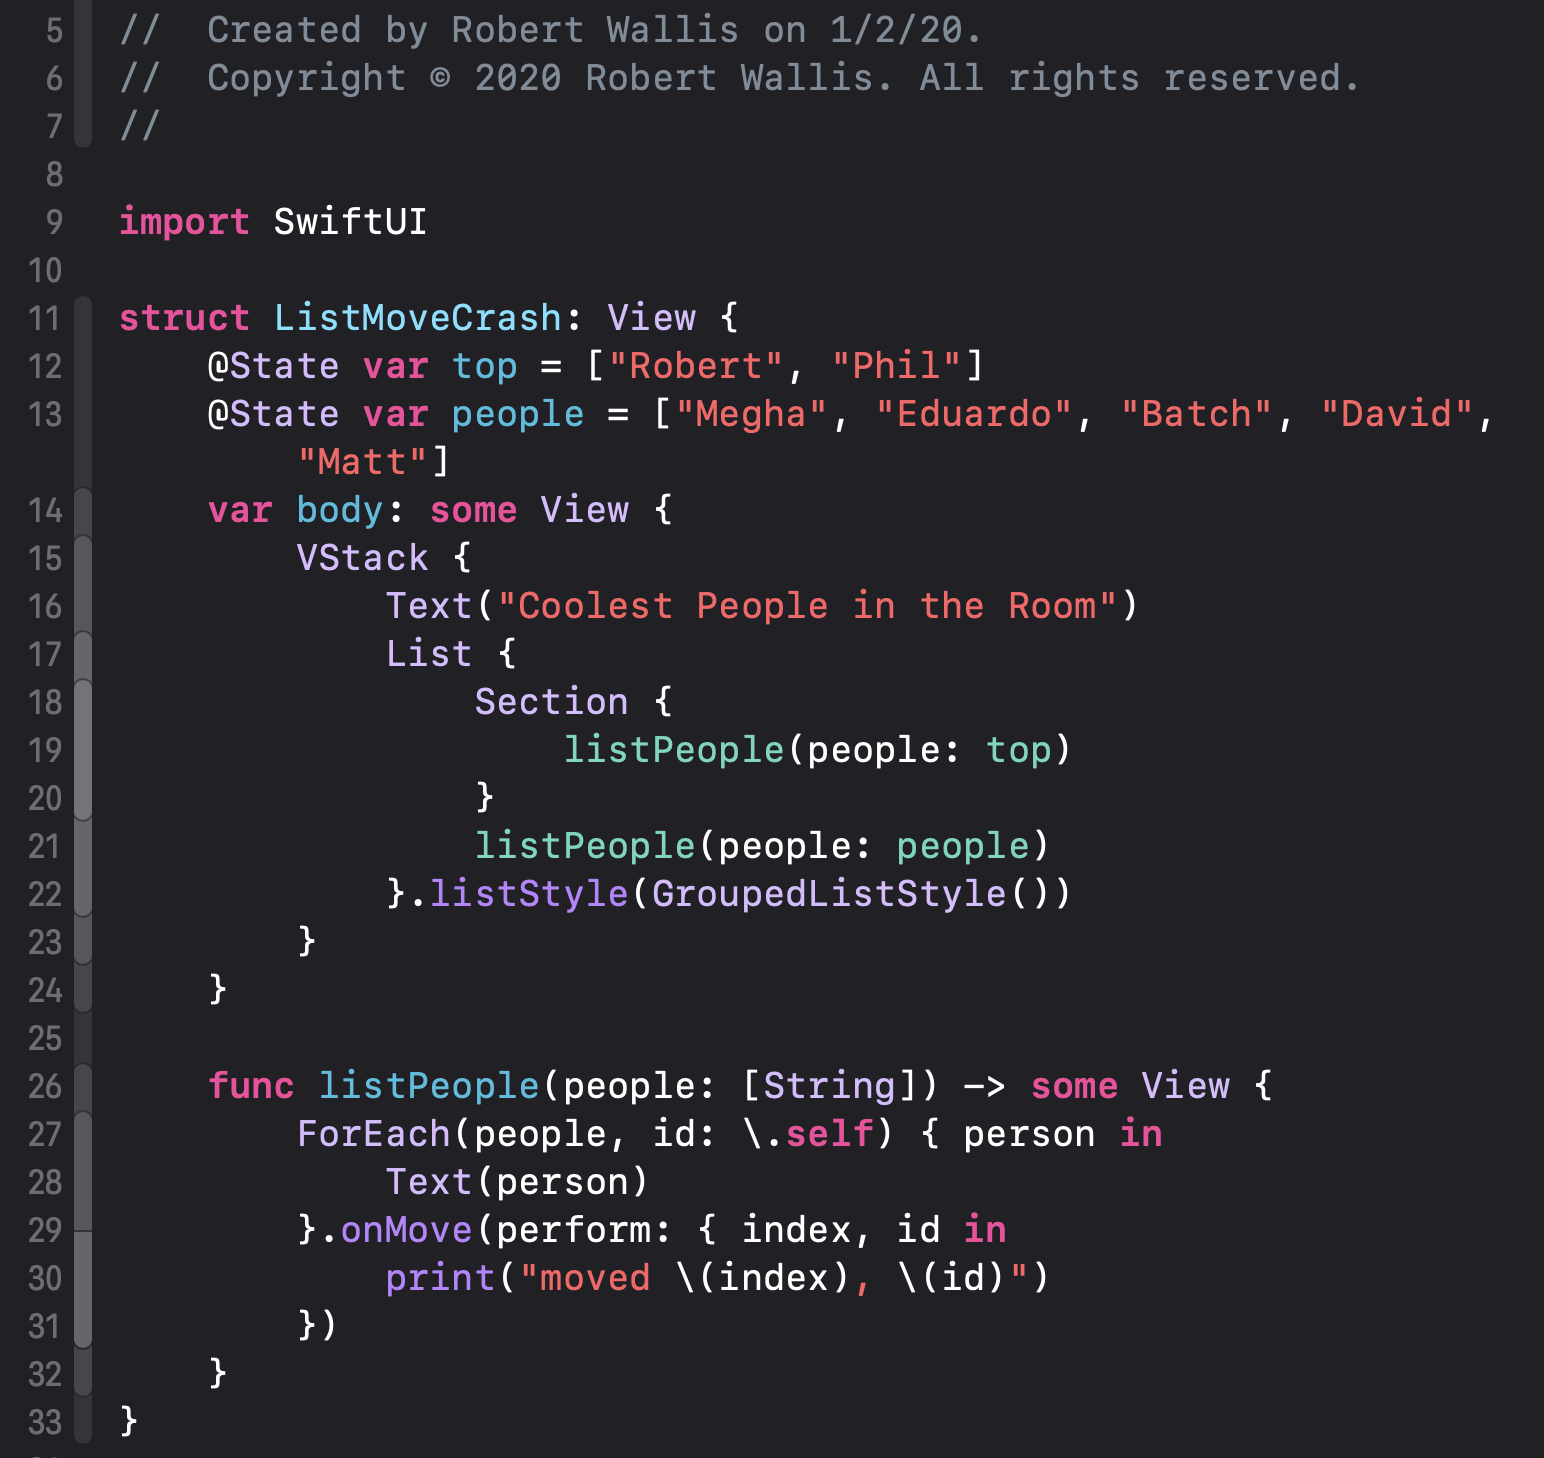 5 //  Created by Robert Wallis on 1/2/20.
6 //  Copyright © 2020 Robert Wallis. All rights reserved.
7 //
8
9 import SwiftUI
10
11 struct ListMoveCrash: View {
12     @State var top = ["Robert", "Phil"]
13     @State var people = ["Megha", "Eduardo", "Batch", "David",
"Matt"]
14     var body: some View {
15         VStack {
16             Text("Coolest People in the Room")
17             List {
18                 Section {
19                     listPeople(people: top)
20                 }
21                 listPeople(people: people)
22             }.listStyle(GroupedListStyle())
23         }
24     }
25
26     func listPeople(people: [String]) -> some View {
27         ForEach(people, id: \.self) { person in
28             Text(person)
29         }.onMove(perform: { index, id in
30             print("moved \(index), \(id)")
31         })
32     }
33 }